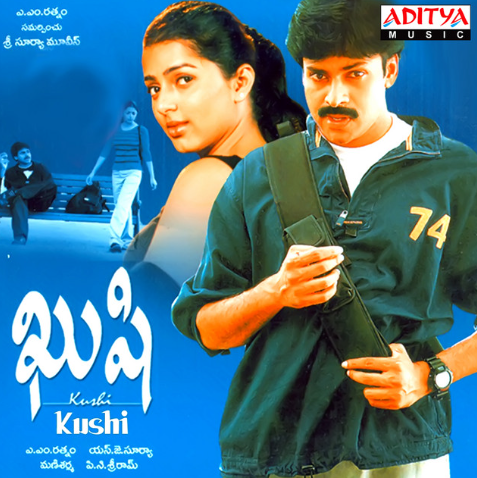 ఎ.ఎం.రత్నం
సమర్పించు
శ్రీ సూర్యా మూవీస్
ADITYA
MUSIC
74
ఖుషి
Kushi
Kushi
ఎ.ఎం.రత్నం యస్.జె.సూర్యా
మణిశర్మ పి.సి.శ్రీరామ్